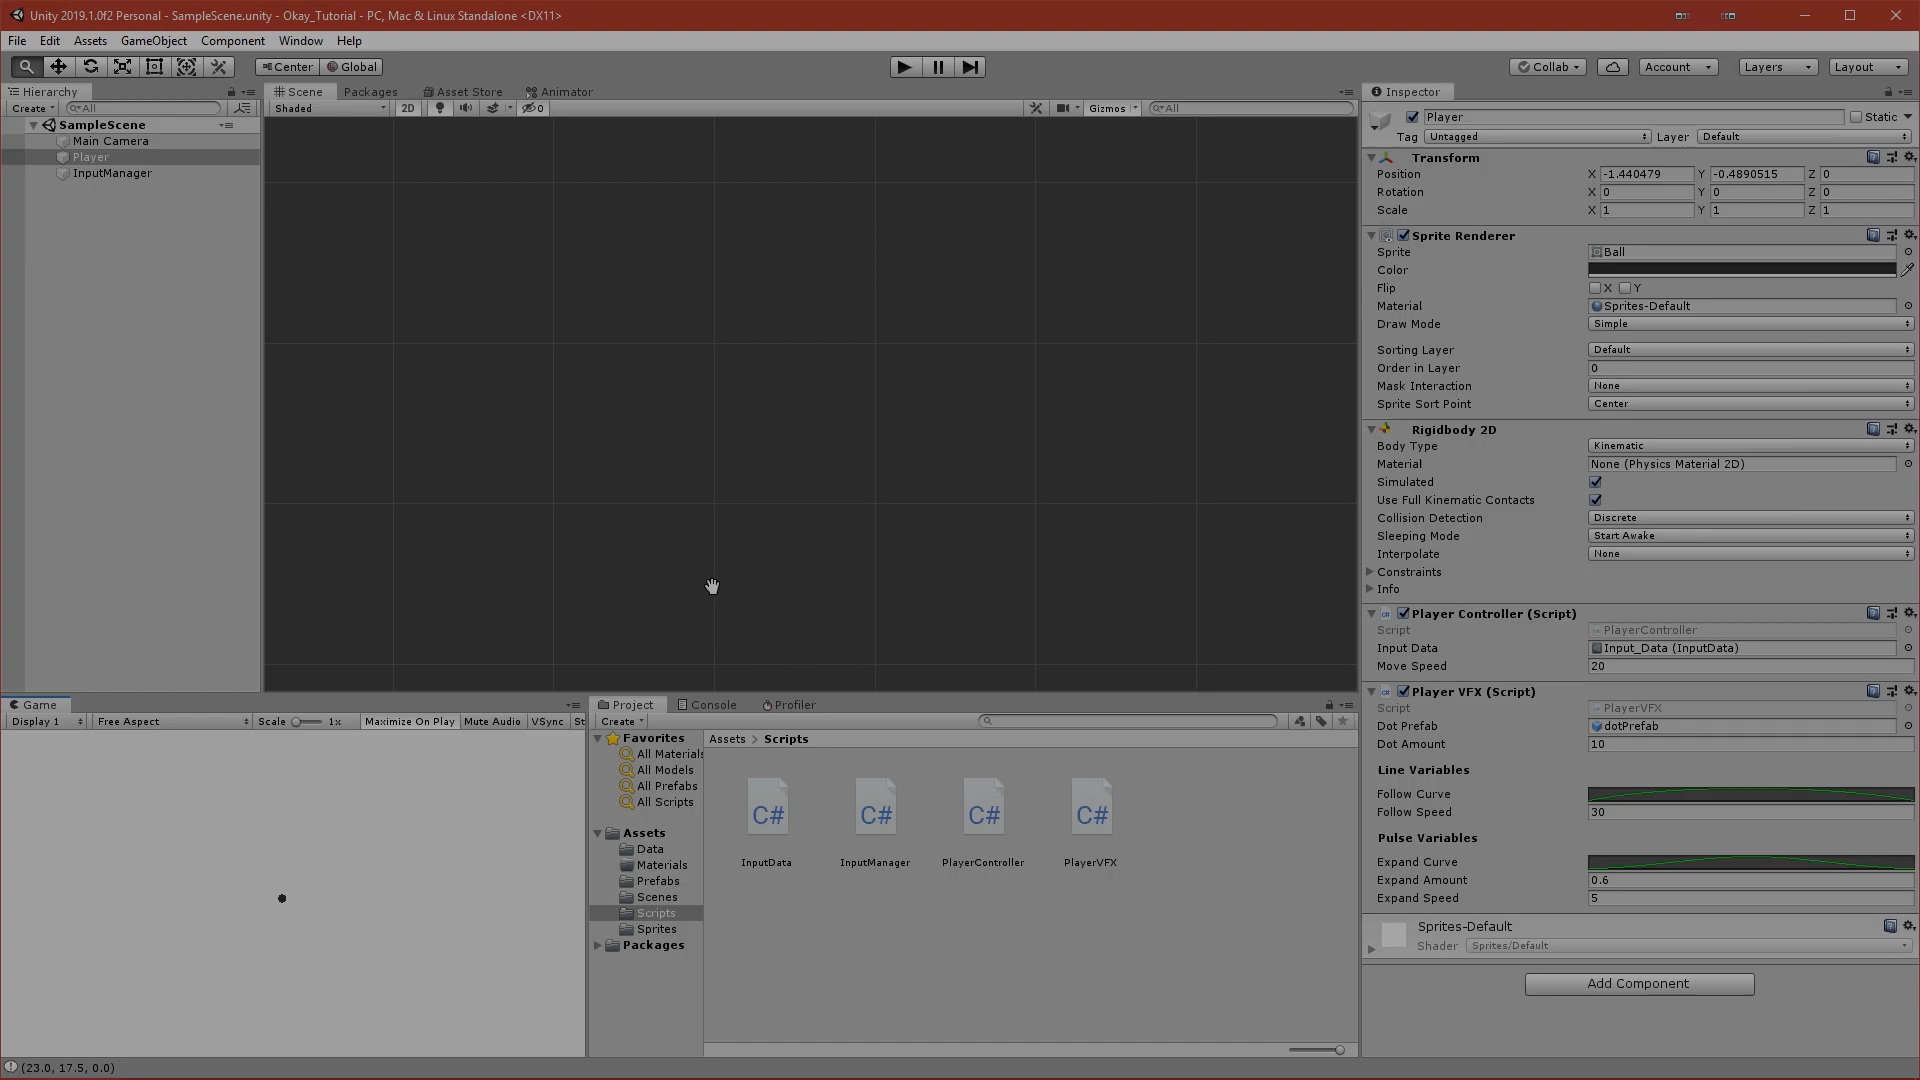 Unity 2019.1.0f2 Personal - SampleScene.unity - Okay_Tutorial - PC, Mac & Linux Standalone <DX11>
File Edit Assets GameObject Component Window Help
Center Global Collab Account Layers Layout
Hierarchy Scene Packages Asset Store Animator Inspector
Create All Shaded 2D 0 Gizmos All
SampleScene
Main Camera
Player
InputManager
Player Static
Tag Untagged Layer Default
Transform
Position X -1.440479 Y -0.4890515 Z 0
Rotation X 0 Y 0 Z 0
Scale X 1 Y 1 Z 1
Sprite Renderer
Sprite Ball
Color
Flip X Y
Material Sprites-Default
Draw Mode Simple
Sorting Layer Default
Order in Layer 0
Mask Interaction None
Sprite Sort Point Center
Rigidbody 2D
Body Type Kinematic
Material None (Physics Material 2D)
Simulated
Use Full Kinematic Contacts
Collision Detection Discrete
Sleeping Mode Start Awake
Interpolate None
Constraints
Info
Player Controller (Script)
Script PlayerController
Input Data Input_Data (InputData)
Move Speed 20
Player VFX (Script)
Script PlayerVFX
Dot Prefab dotPrefab
Dot Amount 10
Line Variables
Follow Curve
Follow Speed 30
Pulse Variables
Expand Curve
Expand Amount 0.6
Expand Speed 5
Sprites-Default
Shader Sprites/Default
Add Component
Game
Display 1 Free Aspect Scale 1x Maximize On Play Mute Audio VSync St
Project Console Profiler
Create
Favorites
All Materials
All Models
All Prefabs
All Scripts
Assets
Data
Materials
Prefabs
Scenes
Scripts
Sprites
Packages
Assets > Scripts
C# C# C# C#
InputData InputManager PlayerController PlayerVFX
(23.0, 17.5, 0.0)